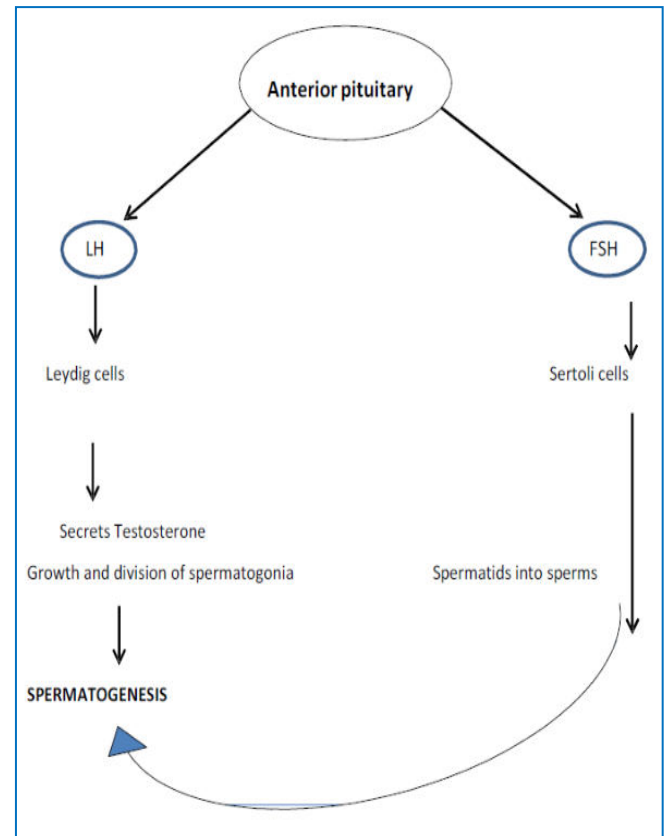 Anterior pituitary
LH
FSH
Leydig cells
Sertoli cells
Secrets Testosterone
Growth and division of spermatogonia
Spermatids into sperms
SPERMATOGENESIS